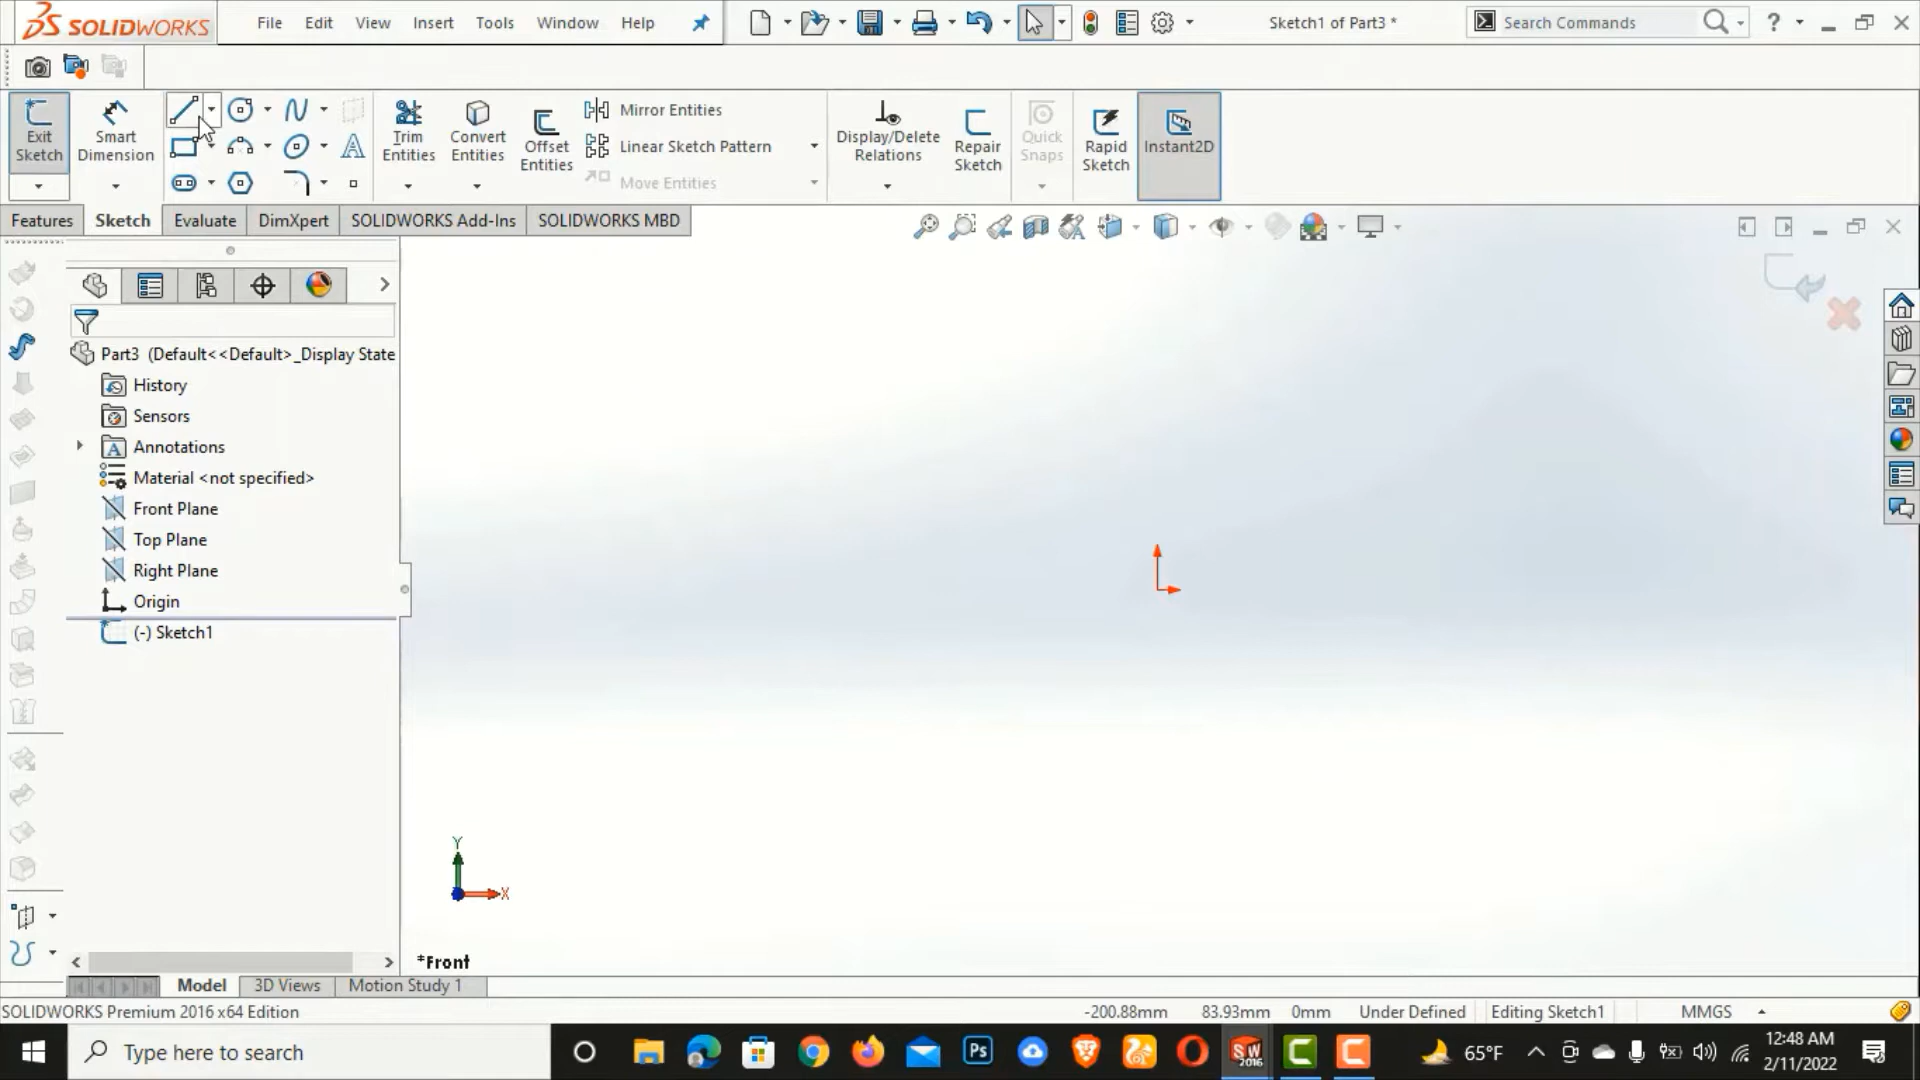 SOLIDWORKS
File Edit View Insert Tools Window Help
Sketch1 of Part3 *
Search Commands
?
Exit Sketch
Smart Dimension
Trim Entities
Convert Entities
Offset Entities
Mirror Entities
Linear Sketch Pattern
Move Entities
Display/Delete Relations
Repair Sketch
Quick Snaps
Rapid Sketch
Instant2D
Features Sketch Evaluate DimXpert SOLIDWORKS Add-Ins SOLIDWORKS MBD
Part3 (Default<<Default>_Display State
History
Sensors
Annotations
Material <not specified>
Front Plane
Top Plane
Right Plane
Origin
(-) Sketch1
Y
X
*Front
Model 3D Views Motion Study 1
SOLIDWORKS Premium 2016 x64 Edition -200.88mm 83.93mm 0mm Under Defined Editing Sketch1 MMGS
Type here to search
Ps
SW 2016
65°F
12:48 AM
2/11/2022